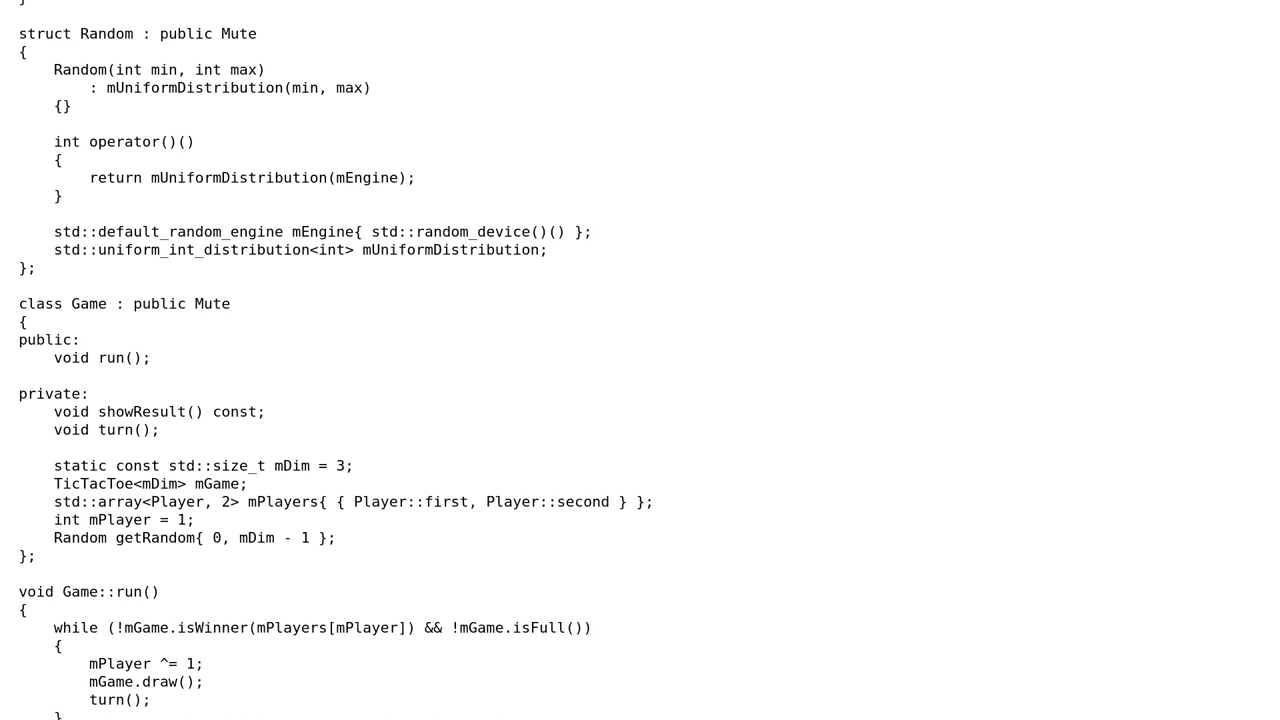 }
struct Random : public Mute
{
    Random(int min, int max)
        : mUniformDistribution(min, max)
    {}

    int operator()()
    {
        return mUniformDistribution(mEngine);
    }

    std::default_random_engine mEngine{ std::random_device()() };
    std::uniform_int_distribution<int> mUniformDistribution;
};

class Game : public Mute
{
public:
    void run();

private:
    void showResult() const;
    void turn();

    static const std::size_t mDim = 3;
    TicTacToe<mDim> mGame;
    std::array<Player, 2> mPlayers{ { Player::first, Player::second } };
    int mPlayer = 1;
    Random getRandom{ 0, mDim - 1 };
};

void Game::run()
{
    while (!mGame.isWinner(mPlayers[mPlayer]) && !mGame.isFull())
    {
        mPlayer ^= 1;
        mGame.draw();
        turn();
    }